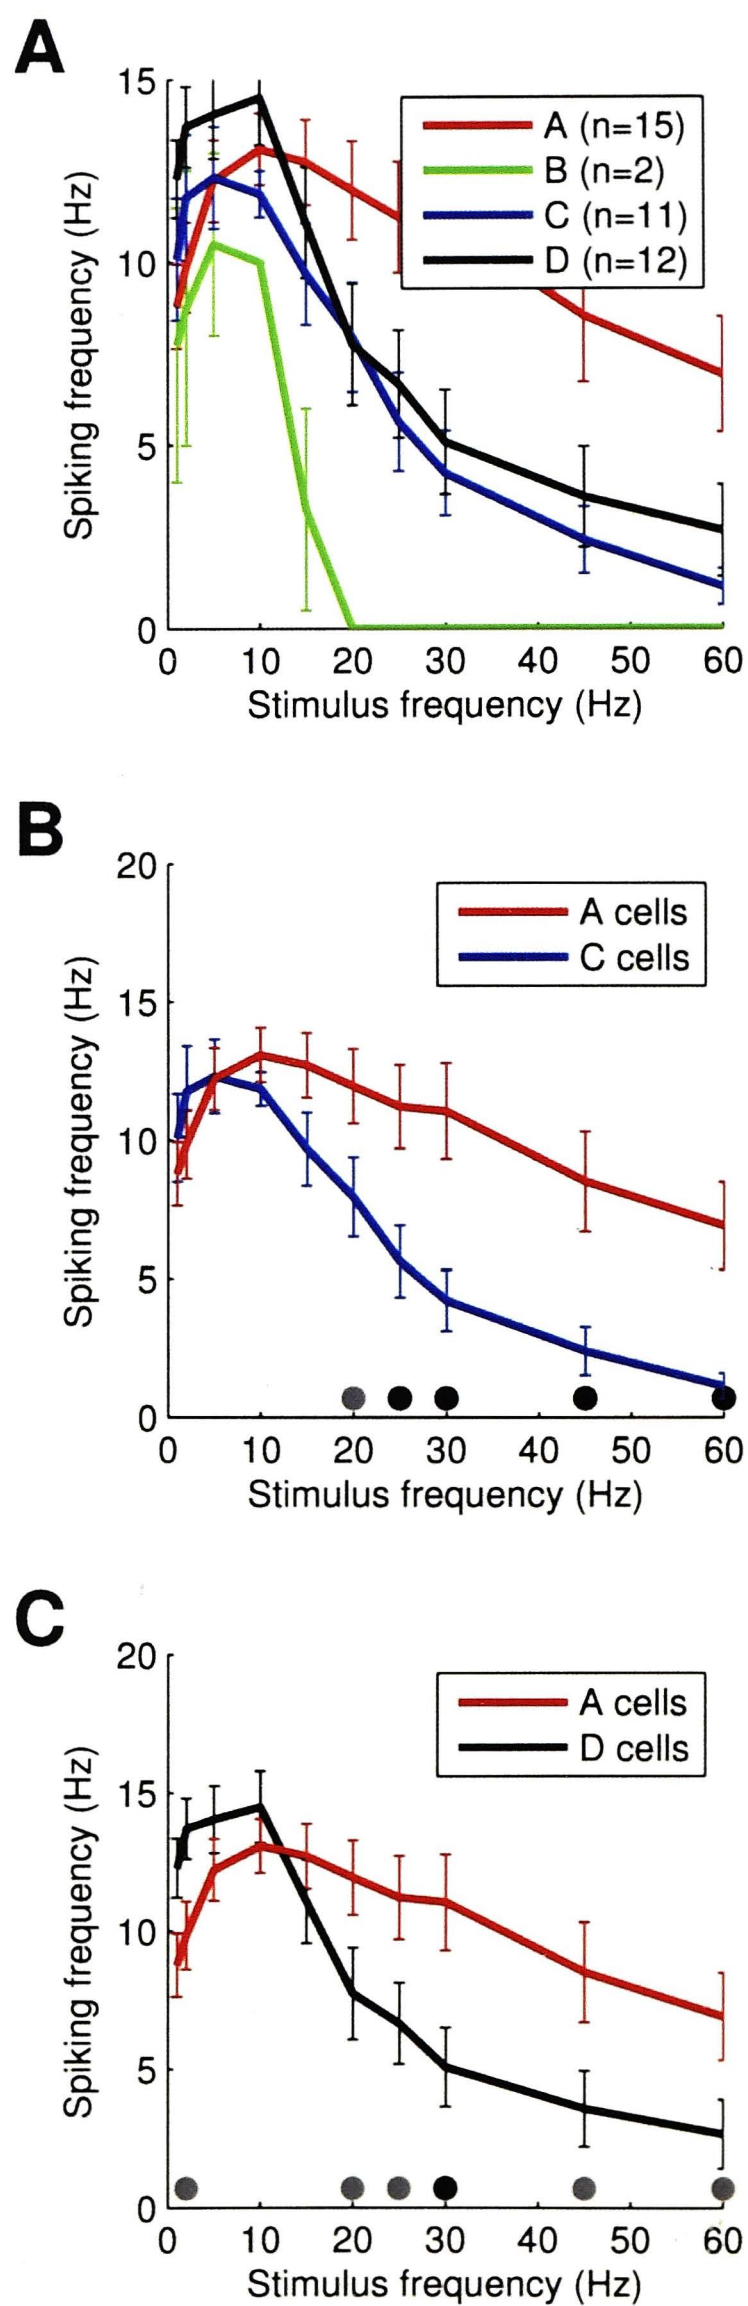 A
15
10
5
0
Spiking frequency (Hz)
A (n=15)
B (n=2)
C (n=11)
D (n=12)
0 10 20 30 40 50 60
Stimulus frequency (Hz)
B
20
15
10
5
0
Spiking frequency (Hz)
A cells
C cells
0 10 20 30 40 50 60
Stimulus frequency (Hz)
C
20
15
10
5
0
Spiking frequency (Hz)
A cells
D cells
0 10 20 30 40 50 60
Stimulus frequency (Hz)